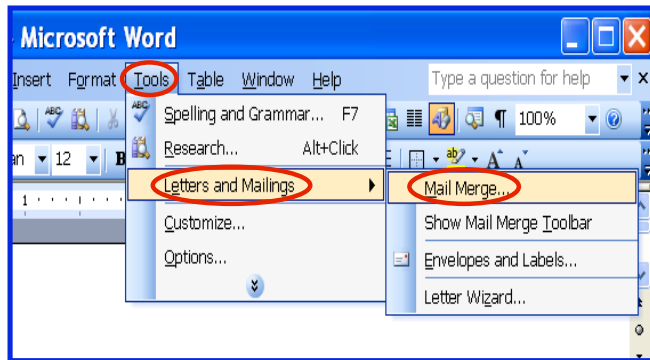 Microsoft Word
Insert Format Tools Table Window Help Type a question for help
100%
12 B
Spelling and Grammar... F7
Research... Alt+Click
Letters and Mailings
Customize...
Options...
Mail Merge...
Show Mail Merge Toolbar
Envelopes and Labels...
Letter Wizard...
1